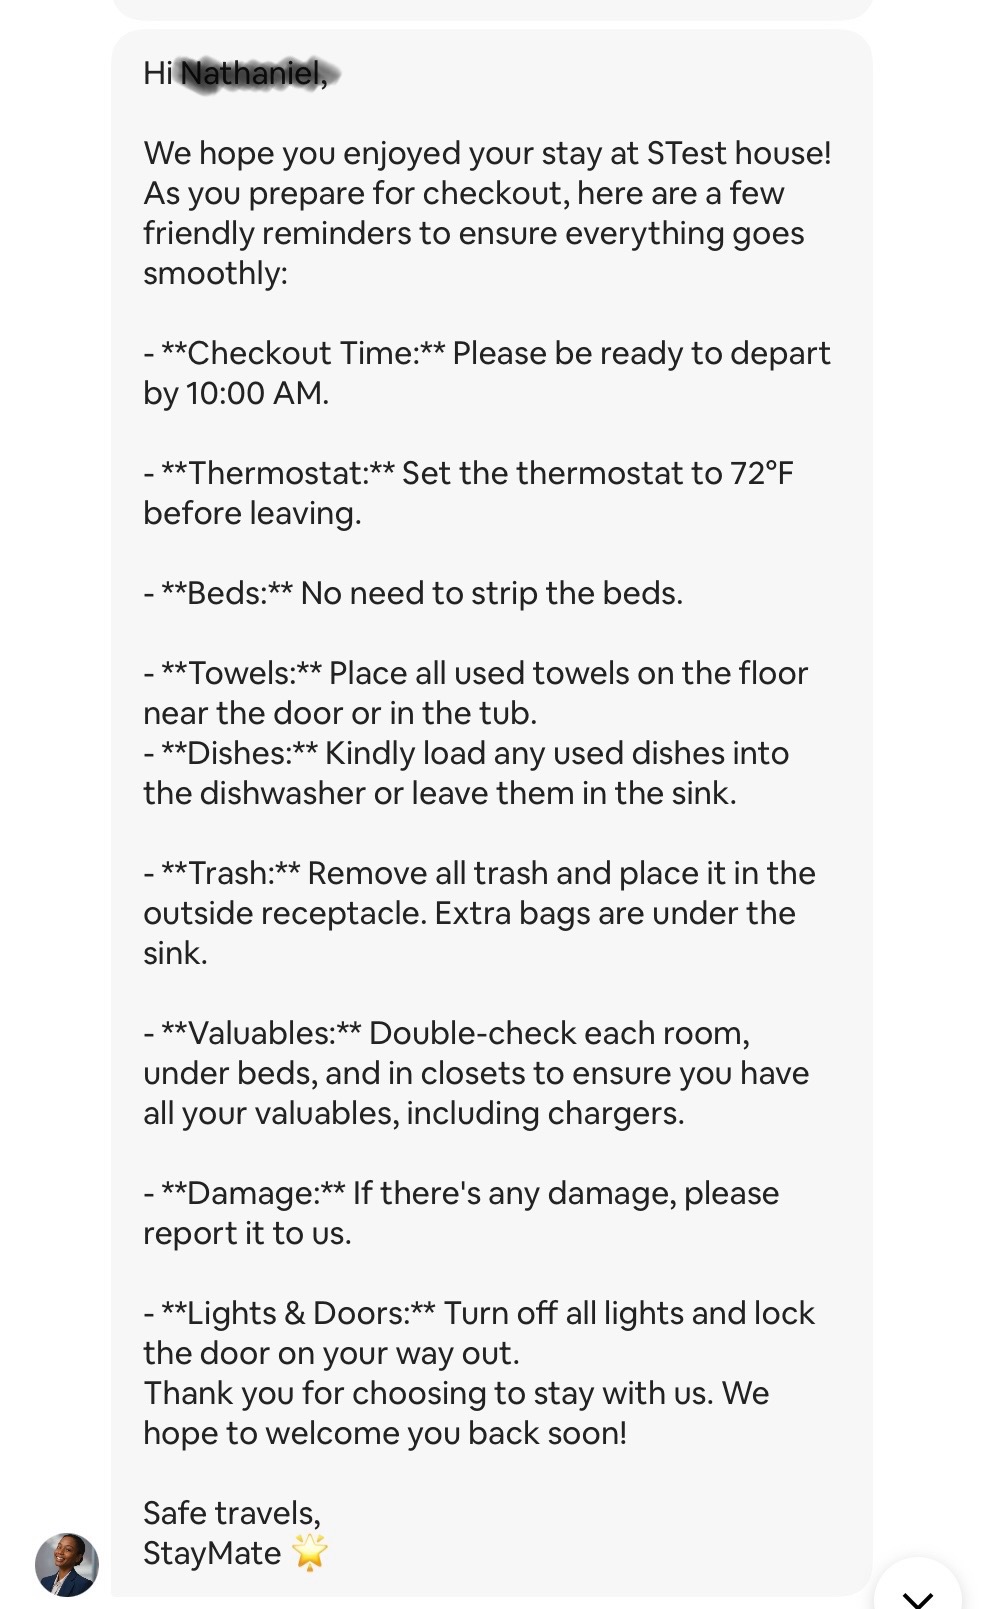 Hi Nathaniel,
We hope you enjoyed your stay at STest house!
As you prepare for checkout, here are a few
friendly reminders to ensure everything goes
smoothly:
- **Checkout Time:** Please be ready to depart
by 10:00 AM.
- **Thermostat:** Set the thermostat to 72°F
before leaving.
- **Beds:** No need to strip the beds.
- **Towels:** Place all used towels on the floor
near the door or in the tub.
- **Dishes:** Kindly load any used dishes into
the dishwasher or leave them in the sink.
- **Trash:** Remove all trash and place it in the
outside receptacle. Extra bags are under the
sink.
- **Valuables:** Double-check each room,
under beds, and in closets to ensure you have
all your valuables, including chargers.
- **Damage:** If there's any damage, please
report it to us.
- **Lights & Doors:** Turn off all lights and lock
the door on your way out.
Thank you for choosing to stay with us. We
hope to welcome you back soon!
Safe travels,
StayMate 🌟